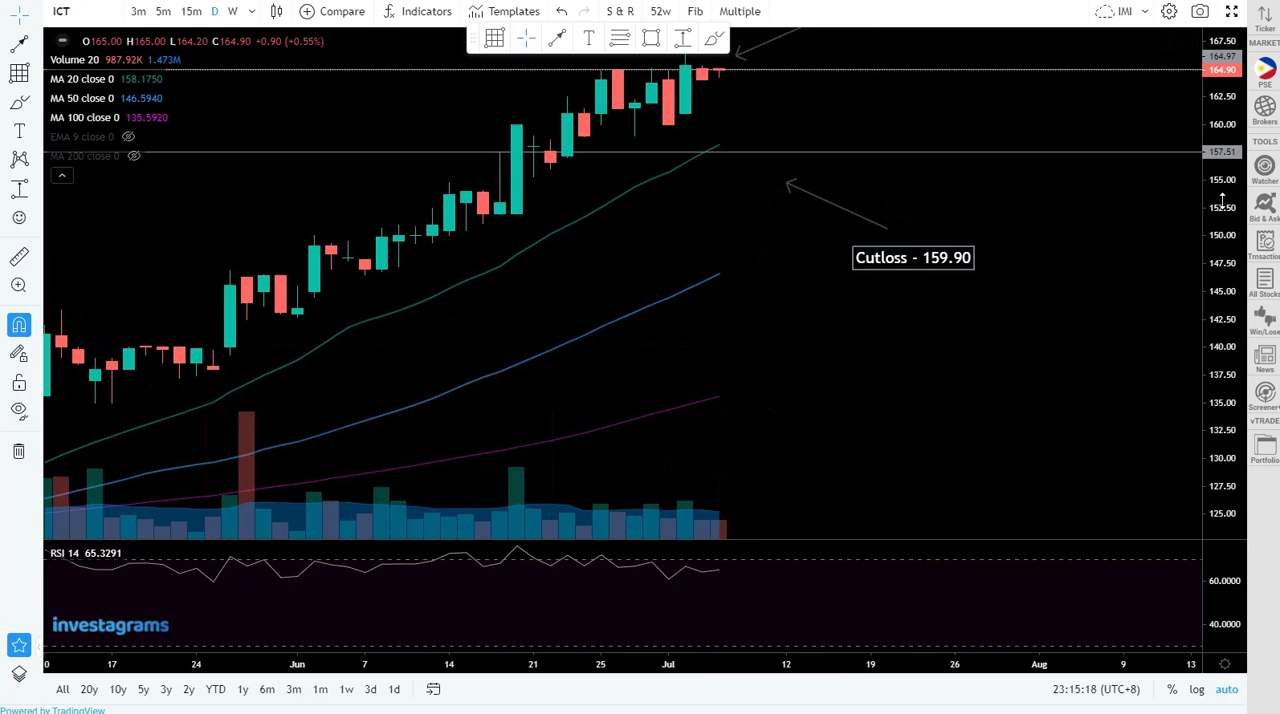 ICT 3m 5m 15m D W Compare Indicators Templates S & R 52w Fib Multiple IMI
O165.00 H165.00 L164.20 C164.90 +0.90 (+0.55%)
Volume 20 987.92K 1.473M
MA 20 close 0 158.1750
MA 50 close 0 146.5940
MA 100 close 0 135.5920
EMA 9 close 0
MA 200 close 0
T
T
Cutloss - 159.90
167.50
164.97
164.90
162.50
160.00
157.51
155.00
152.50
150.00
147.50
145.00
142.50
140.00
137.50
135.00
132.50
130.00
127.50
125.00
RSI 14 65.3291
60.0000
40.0000
investagrams
0 17 24 Jun 7 14 21 25 Jul 12 19 26 Aug 9 13
All 20y 10y 5y 3y 2y YTD 1y 6m 3m 1m 1w 3d 1d 23:15:18 (UTC+8) % log auto
Powered by TradingView
Ticker
MARKET
PSE
Brokers
TOOLS
Watcher
Bid & Ask
Trnsaction
All Stocks
Win/Lose
News
Screener
vTRADE
Portfolio